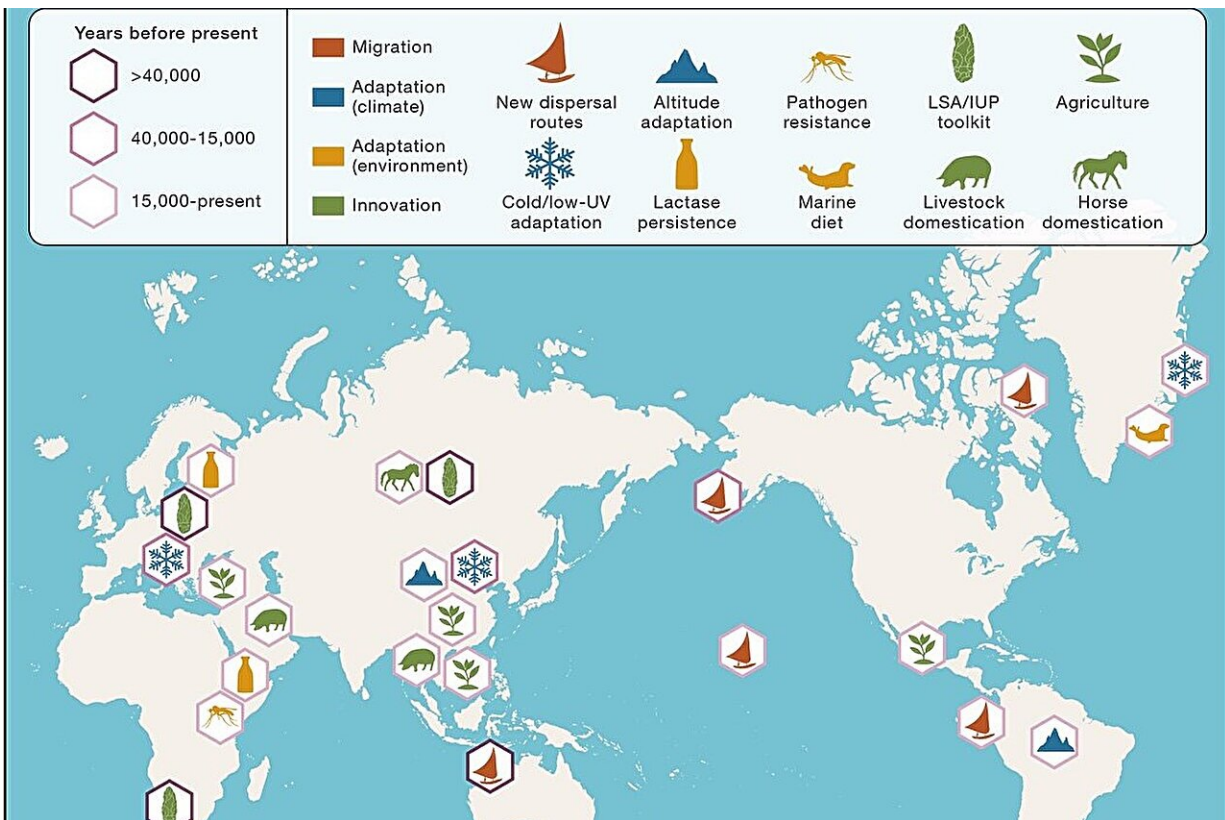 Years before present
>40,000
40,000-15,000
15,000-present
Migration
Adaptation
(climate)
Adaptation
(environment)
Innovation
New dispersal
routes
Altitude
adaptation
Pathogen
resistance
LSA/IUP
toolkit
Agriculture
Cold/low-UV
adaptation
Lactase
persistence
Marine
diet
Livestock
domestication
Horse
domestication